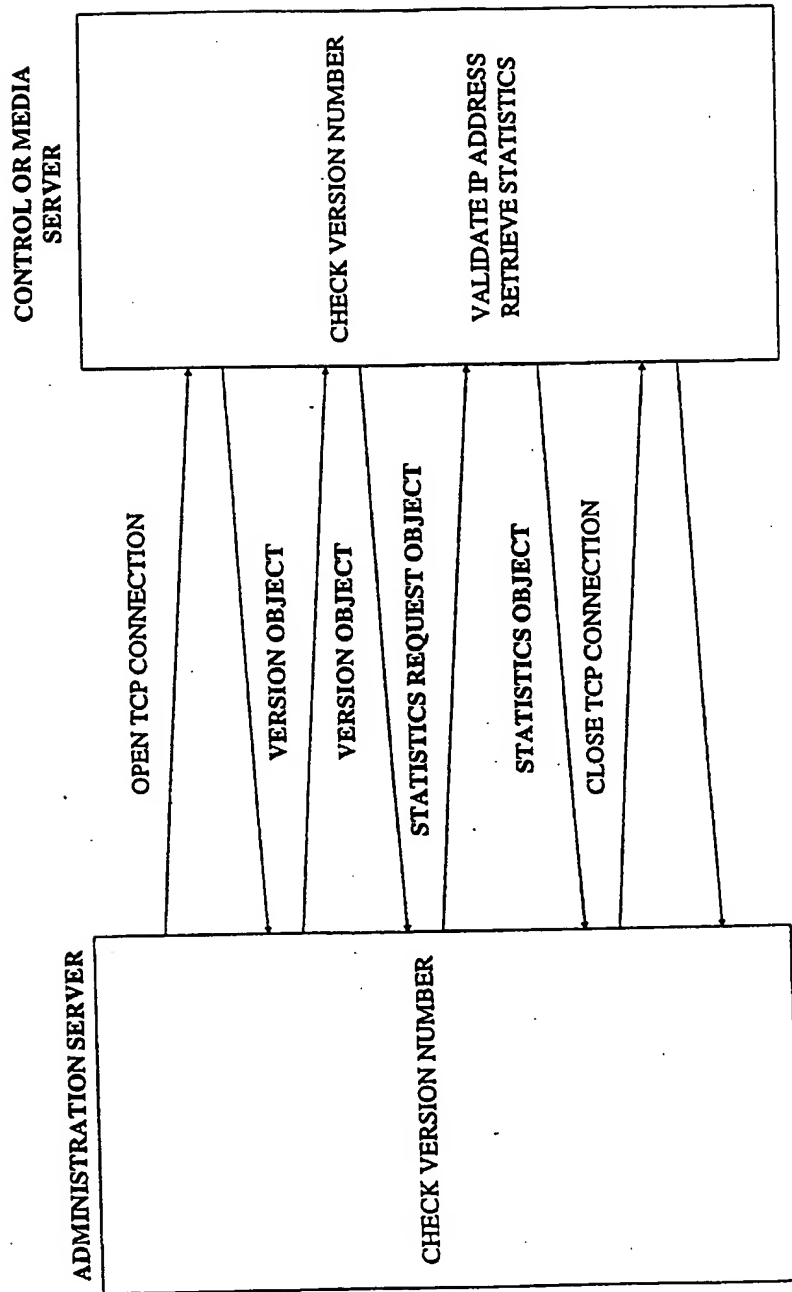 ADMINISTRATION SERVER
CHECK VERSION NUMBER
OPEN TCP CONNECTION
VERSION OBJECT
VERSION OBJECT
STATISTICS REQUEST OBJECT
STATISTICS OBJECT
CLOSE TCP CONNECTION
CONTROL OR MEDIA
SERVER
CHECK VERSION NUMBER
VALIDATE IP ADDRESS
RETRIEVE STATISTICS